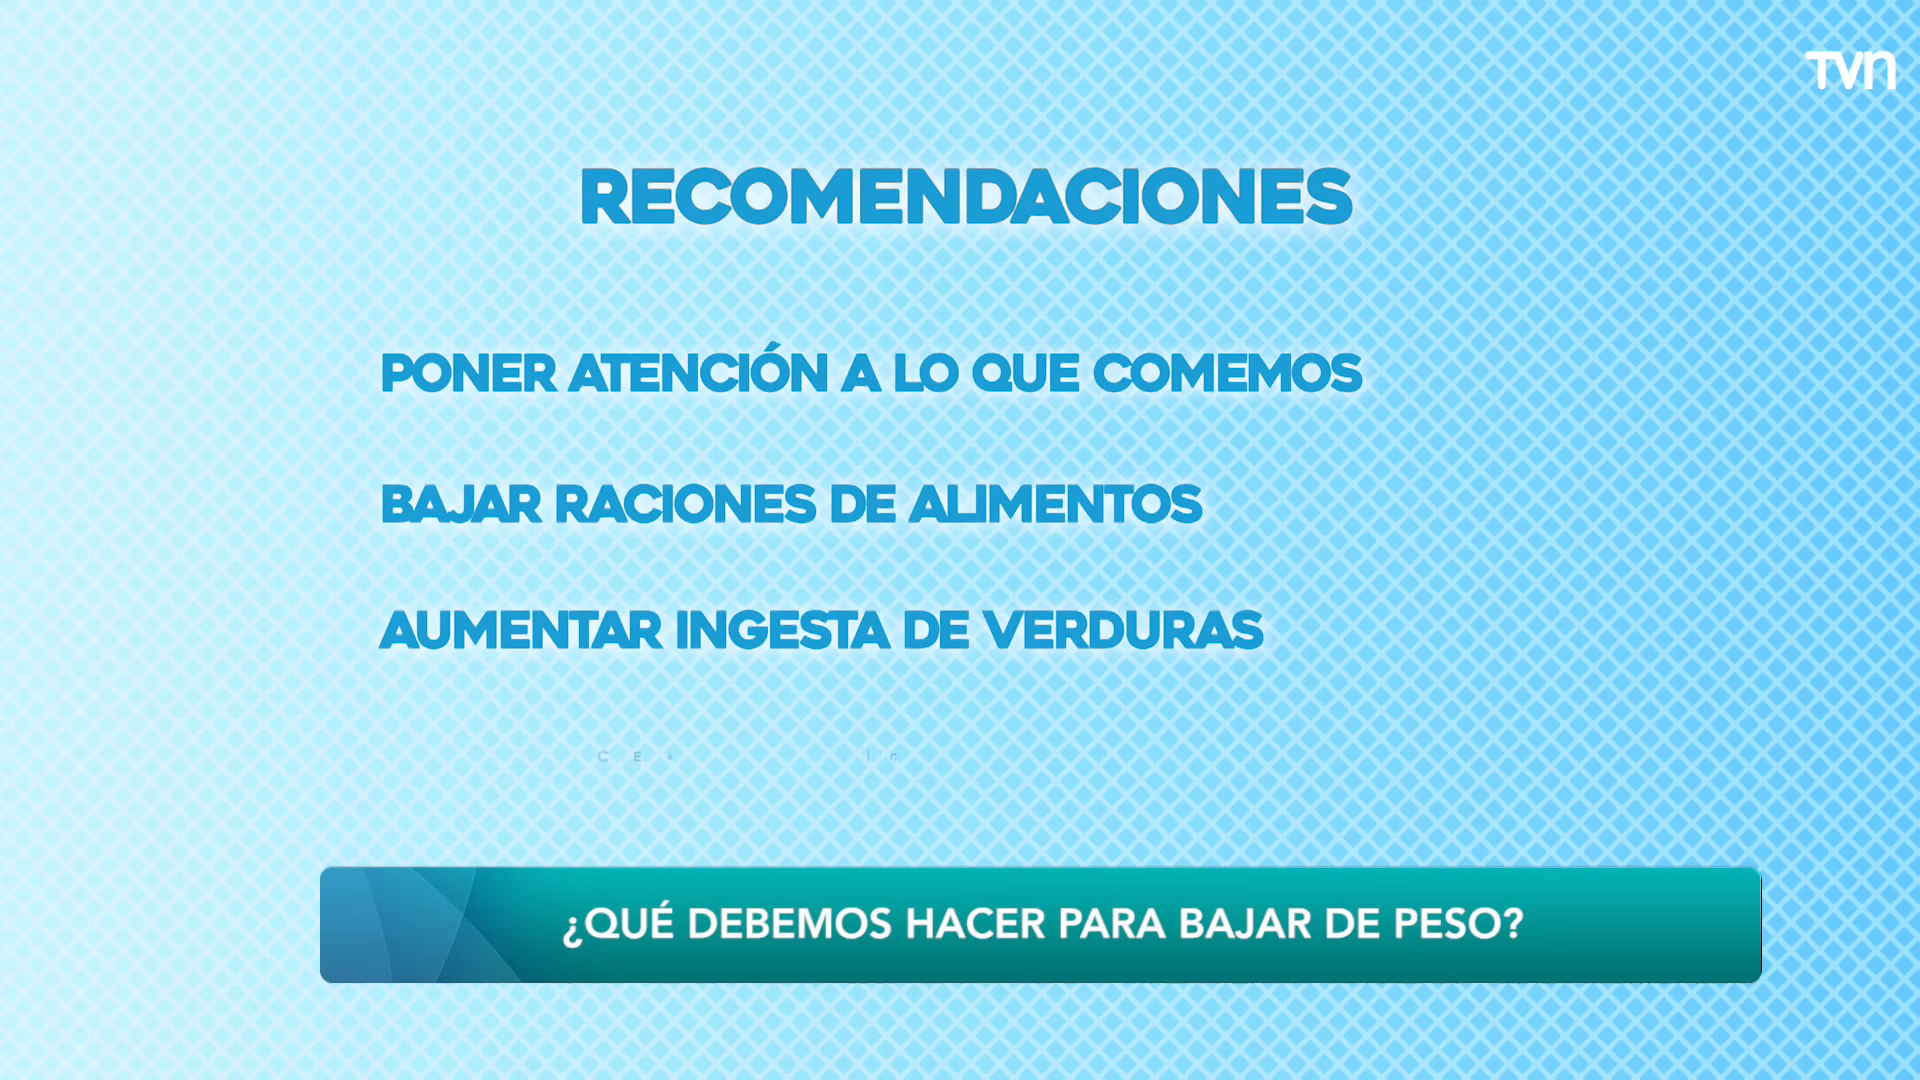 TVN
RECOMENDACIONES
PONER ATENCIÓN A LO QUE COMEMOS
BAJAR RACIONES DE ALIMENTOS
AUMENTAR INGESTA DE VERDURAS
¿QUÉ DEBEMOS HACER PARA BAJAR DE PESO?